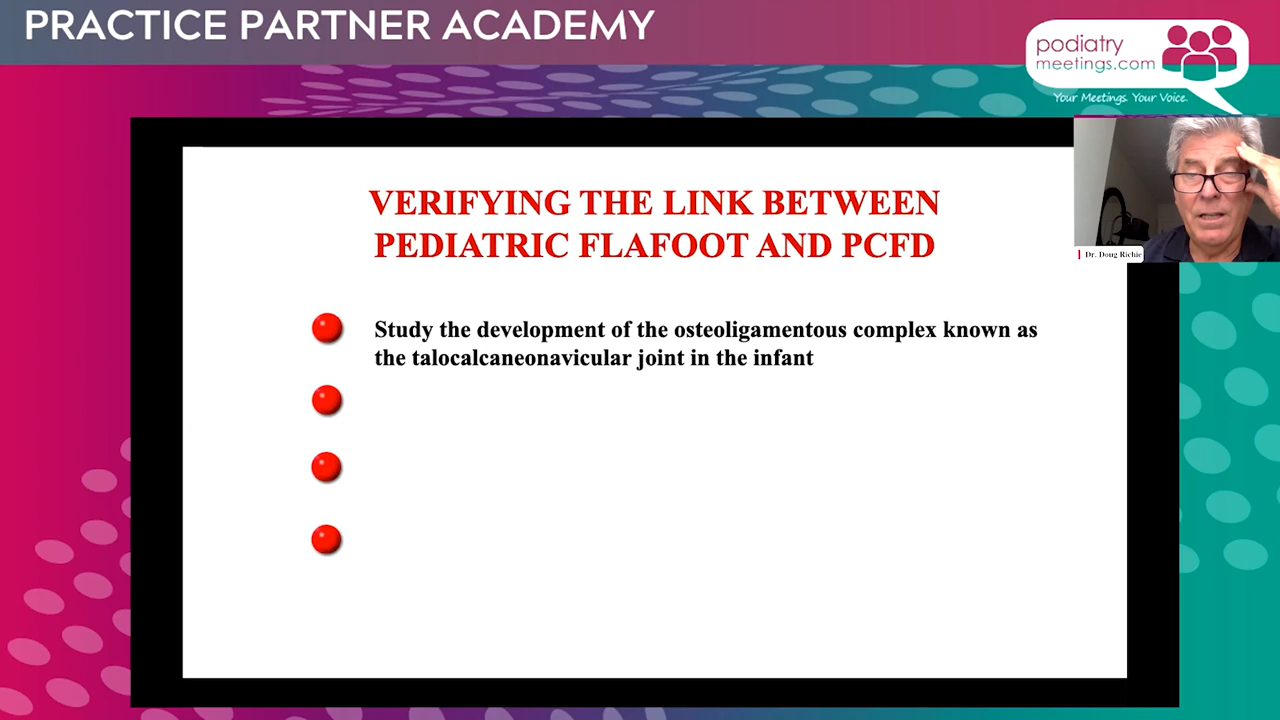 PRACTICE PARTNER ACADEMY
podiatry
meetings.com
Your Meetings. Your Voice.
Dr. Doug Richie
VERIFYING THE LINK BETWEEN
PEDIATRIC FLAFOOT AND PCFD
Study the development of the osteoligamentous complex known as
the talocalcaneonavicular joint in the infant